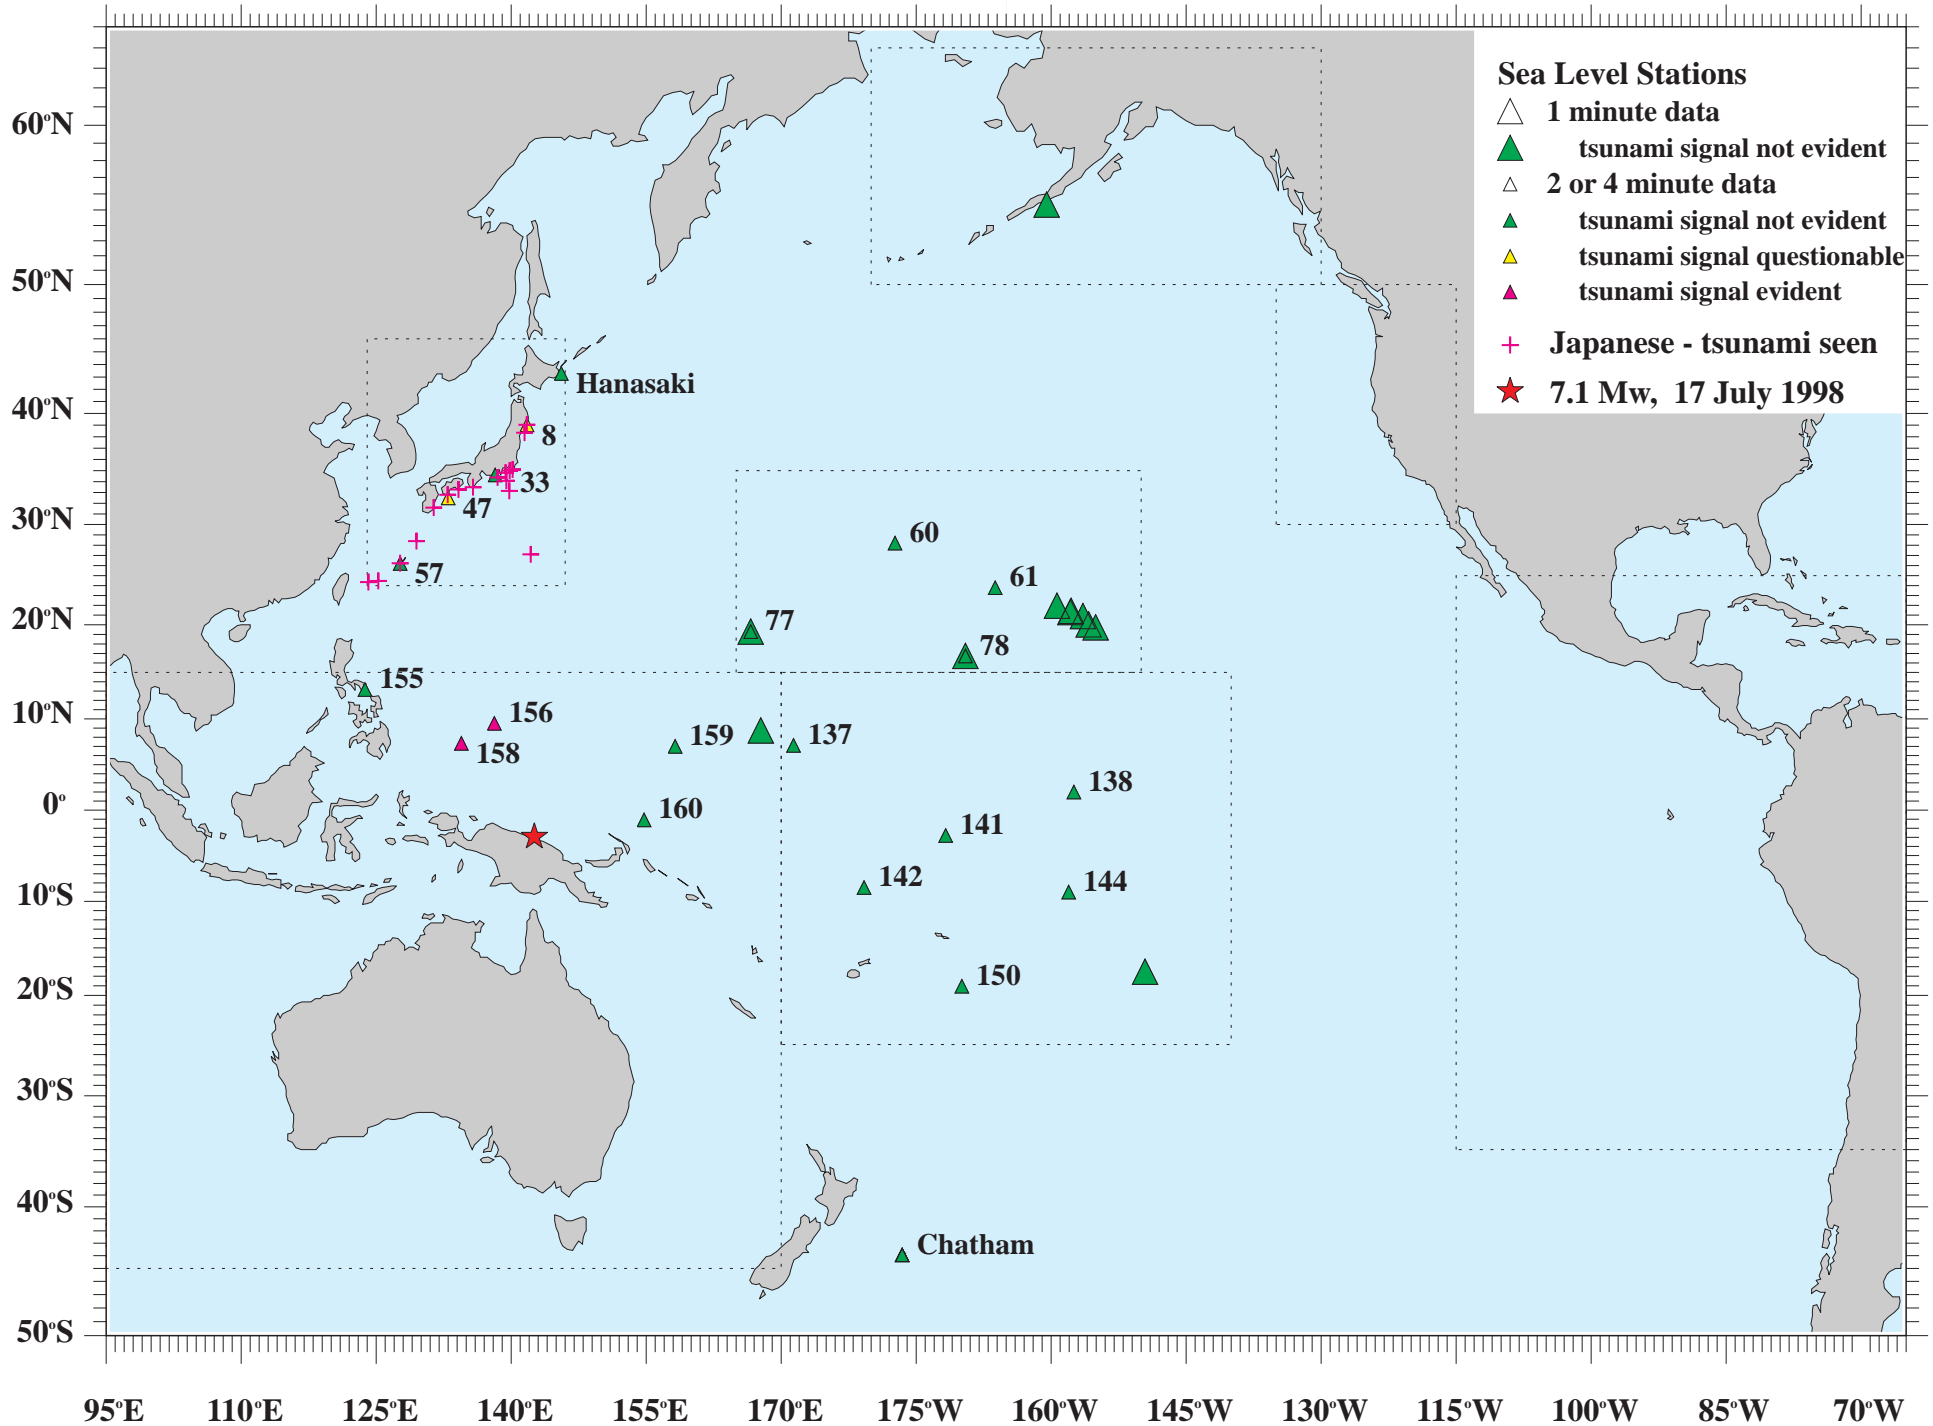 Sea Level Stations
1 minute data
tsunami signal not evident
2 or 4 minute data
tsunami signal not evident
tsunami signal questionable
tsunami signal evident
Japanese - tsunami seen
7.1 Mw, 17 July 1998
60°N
50°N
40°N
30°N
20°N
10°N
0°
10°S
20°S
30°S
40°S
50°S
Hanasaki
8
33
47
57
60
61
77
78
155
156
158
159
137
160
138
141
142
144
150
Chatham
95°E
110°E
125°E
140°E
155°E
170°E
175°W
160°W
145°W
130°W
115°W
100°W
85°W
70°W